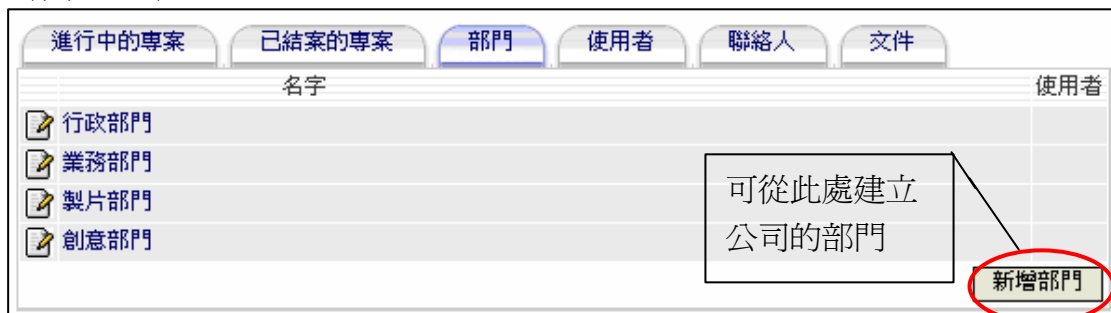 進行中的專案 已結案的專案 部門 使用者 聯絡人 文件
名字 使用者
行政部門
業務部門
製片部門
創意部門
可從此處建立
公司的部門
新增部門